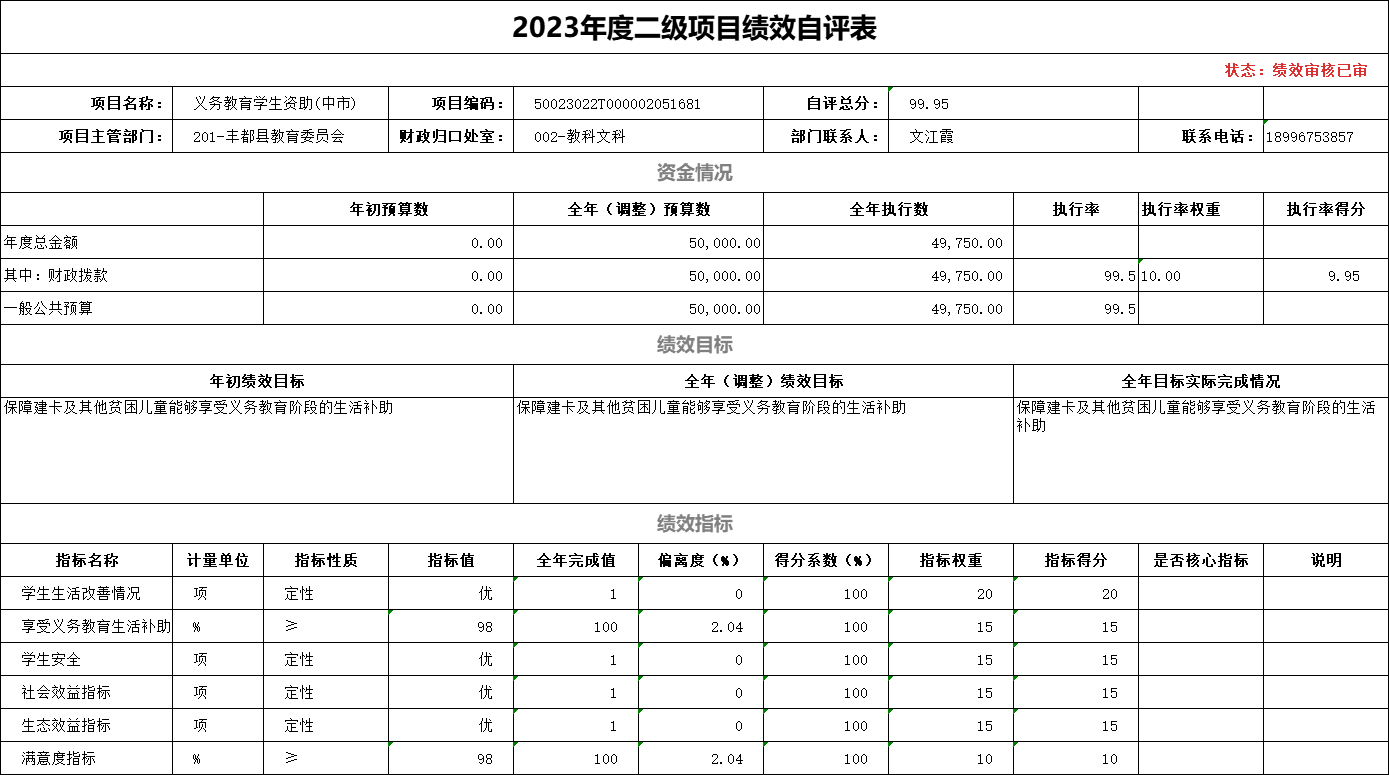 2023年度二级项目绩效自评表
状态：绩效审核已审
项目名称： 义务教育学生资助(中市) 项目编码： 50023022T000002051681 自评总分： 99.95
项目主管部门： 201-丰都县教育委员会 财政归口处室： 002-教科文科 部门联系人： 文江霞 联系电话： 18996753857
资金情况
年初预算数 全年（调整）预算数 全年执行数 执行率 执行率权重 执行率得分
年度总金额 0.00 50,000.00 49,750.00
其中：财政拨款 0.00 50,000.00 49,750.00 99.5 10.00 9.95
一般公共预算 0.00 50,000.00 49,750.00 99.5
绩效目标
年初绩效目标 全年（调整）绩效目标 全年目标实际完成情况
保障建卡及其他贫困儿童能够享受义务教育阶段的生活补助 保障建卡及其他贫困儿童能够享受义务教育阶段的生活补助 保障建卡及其他贫困儿童能够享受义务教育阶段的生活
补助
绩效指标
指标名称 计量单位 指标性质 指标值 全年完成值 偏离度（%） 得分系数（%） 指标权重 指标得分 是否核心指标 说明
学生生活改善情况 项 定性 优 1 0 100 20 20
享受义务教育生活补助 % ≥ 98 100 2.04 100 15 15
学生安全 项 定性 优 1 0 100 15 15
社会效益指标 项 定性 优 1 0 100 15 15
生态效益指标 项 定性 优 1 0 100 15 15
满意度指标 % ≥ 98 100 2.04 100 10 10